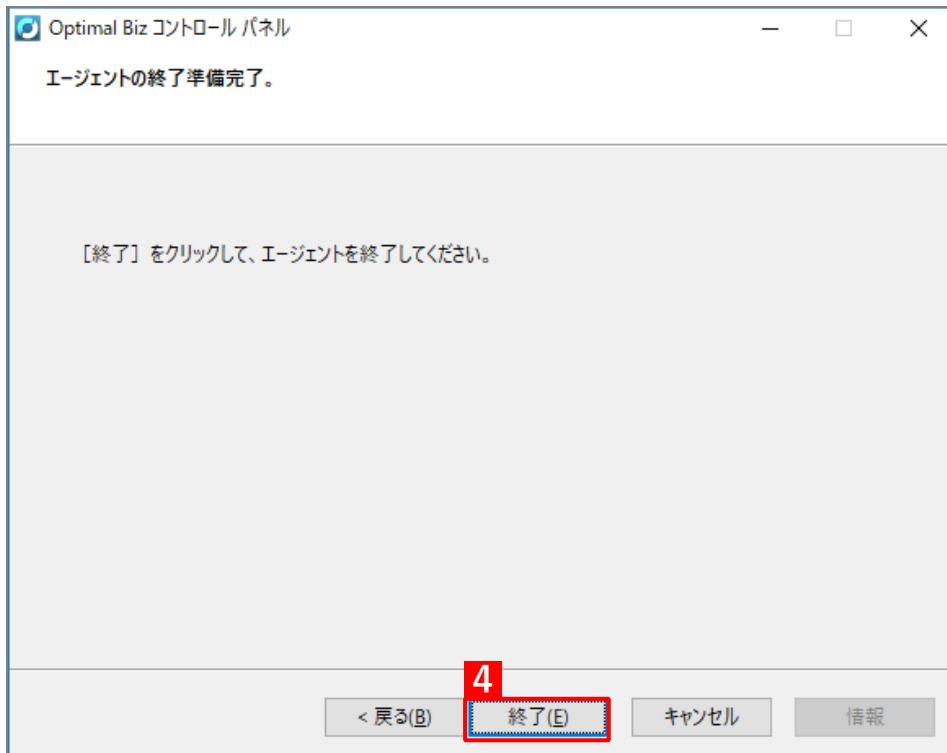 Optimal Biz コントロール パネル
エージェントの終了準備完了。
［終了］をクリックして、エージェントを終了してください。
4
< 戻る(B)
終了(E)
キャンセル
情報